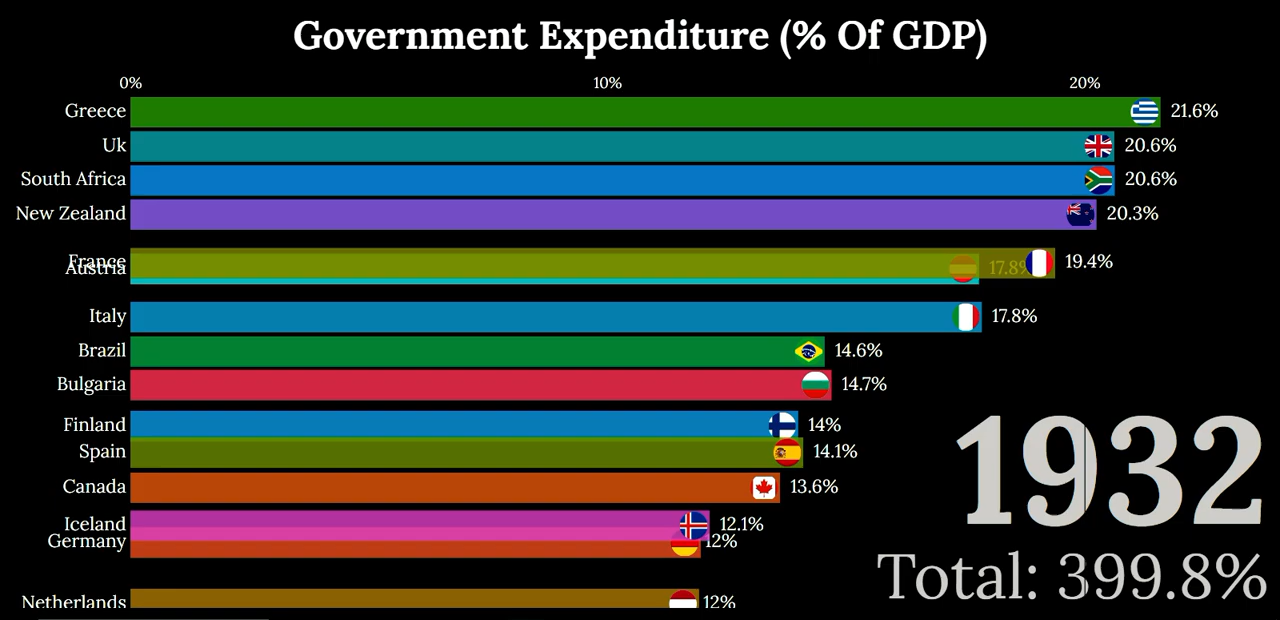 Government Expenditure (% Of GDP)
0% 10% 20%
Greece 21.6%
Uk 20.6%
South Africa 20.6%
New Zealand 20.3%
France 19.4%
Austria 17.8%
Italy 17.8%
Brazil 14.6%
Bulgaria 14.7%
Finland 14%
Spain 14.1%
Canada 13.6%
Iceland 12.1%
Germany 12%
Netherlands 12%
1932
Total: 399.8%